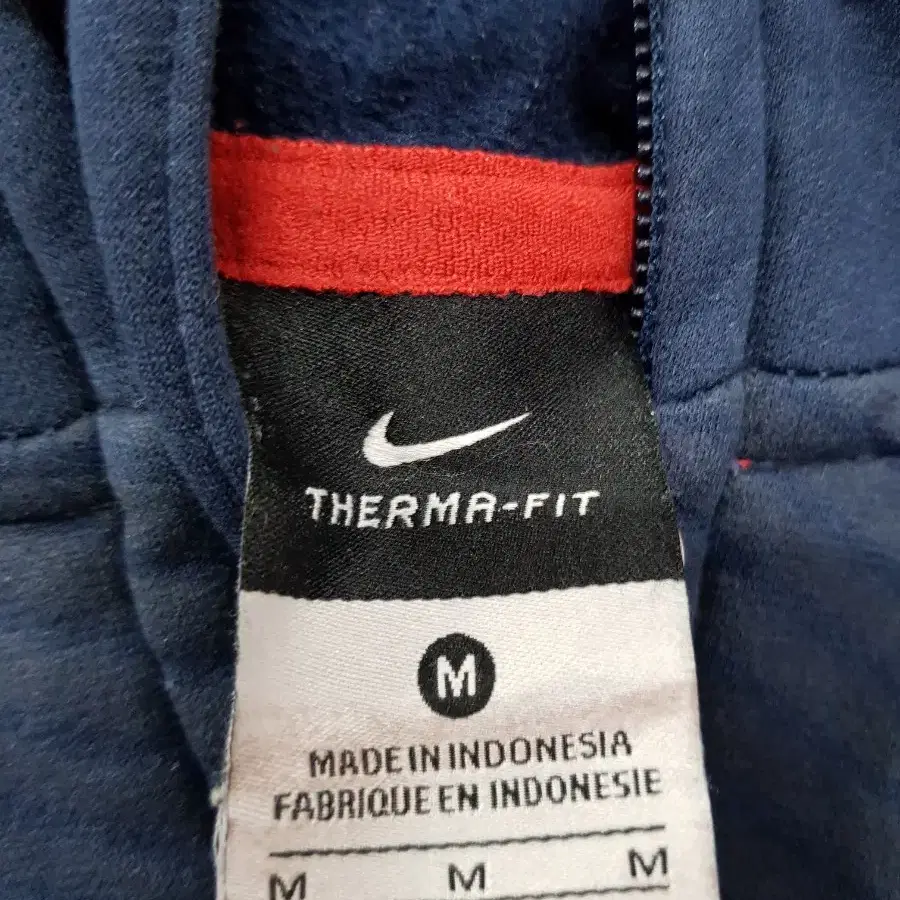 THERMA-FIT
M
MADE IN INDONESIA
FABRIQUE EN INDONESIE
M M M